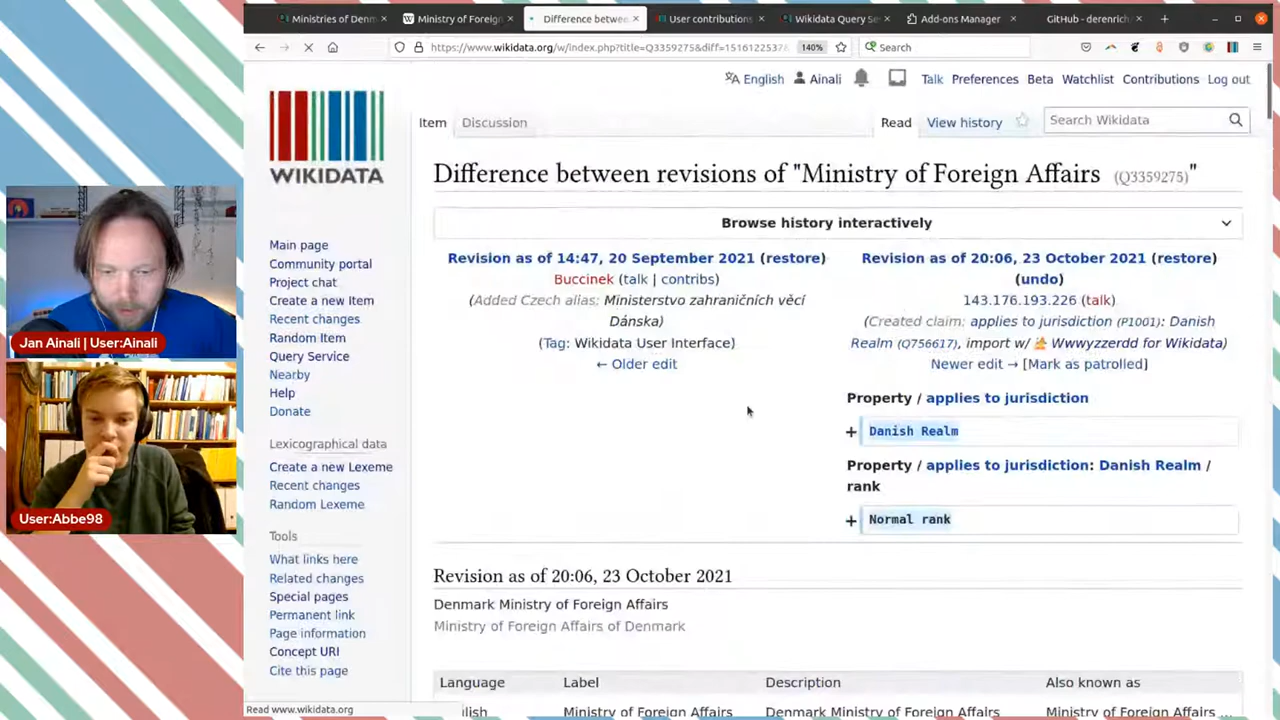 Ministries of Denm
Ministry of Foreign
Difference betwee
User contributions
Wikidata Query Se
Add-ons Manager
GitHub - derenrich
https://www.wikidata.org/w/index.php?title=Q3359275&diff=1516122537
140%
Search
English
Ainali
Talk
Preferences
Beta
Watchlist
Contributions
Log out
Item
Discussion
Read
View history
Search Wikidata
WIKIDATA
Main page
Community portal
Project chat
Create a new Item
Recent changes
Random Item
Query Service
Nearby
Help
Donate
Lexicographical data
Create a new Lexeme
Recent changes
Random Lexeme
Tools
What links here
Related changes
Special pages
Permanent link
Page information
Concept URI
Cite this page
Difference between revisions of "Ministry of Foreign Affairs (Q3359275)"
Browse history interactively
Revision as of 14:47, 20 September 2021 (restore)
Buccinek (talk | contribs)
(Added Czech alias: Ministerstvo zahraničních věcí
Dánska)
(Tag: Wikidata User Interface)
← Older edit
Revision as of 20:06, 23 October 2021 (restore)
(undo)
143.176.193.226 (talk)
(Created claim: applies to jurisdiction (P1001): Danish
Realm (Q756617), import w/ Wwwyzzerdd for Wikidata)
Newer edit → [Mark as patrolled]
Property / applies to jurisdiction
+ Danish Realm
Property / applies to jurisdiction: Danish Realm /
rank
+ Normal rank
Revision as of 20:06, 23 October 2021
Denmark Ministry of Foreign Affairs
Ministry of Foreign Affairs of Denmark
Language
Label
Description
Also known as
Ministry of Foreign Affairs
Denmark Ministry of Foreign Affairs
Ministry of Foreign Affairs of Denmark
Read www.wikidata.org
Jan Ainali | User:Ainali
User:Abbe98